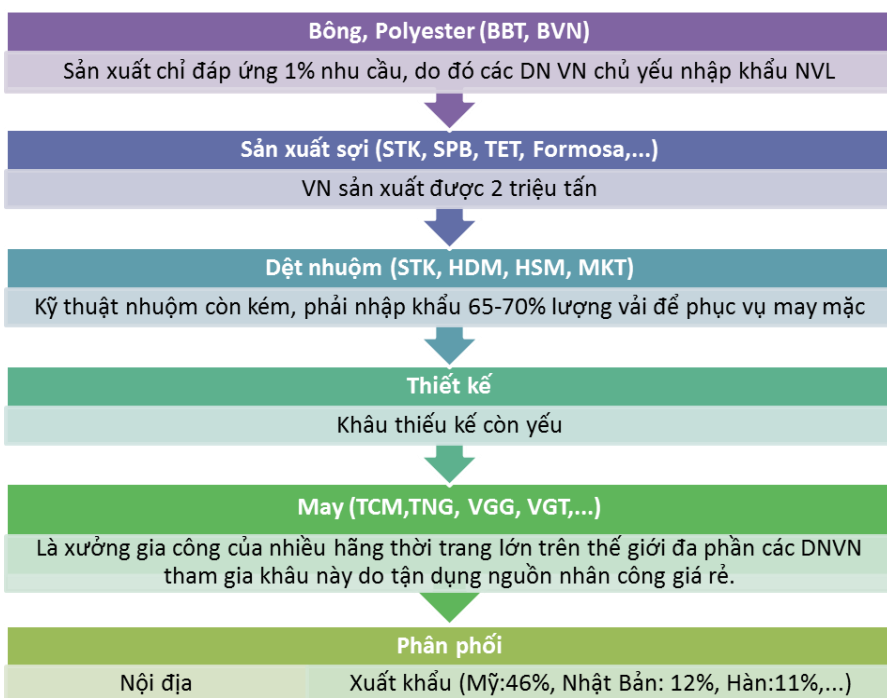 Bông, Polyester (BBT, BVN)
Sản xuất chỉ đáp ứng 1% nhu cầu, do đó các DN VN chủ yếu nhập khẩu NVL
Sản xuất sợi (STK, SPB, TET, Formosa,...)
VN sản xuất được 2 triệu tấn
Dệt nhuộm (STK, HDM, HSM, MKT)
Kỹ thuật nhuộm còn kém, phải nhập khẩu 65-70% lượng vải để phục vụ may mặc
Thiết kế
Khâu thiếu kế còn yếu
May (TCM,TNG, VGG, VGT,...)
Là xưởng gia công của nhiều hãng thời trang lớn trên thế giới đa phần các DNVN
tham gia khâu này do tận dụng nguồn nhân công giá rẻ.
Phân phối
Nội địa
Xuất khẩu (Mỹ:46%, Nhật Bản: 12%, Hàn:11%,...)